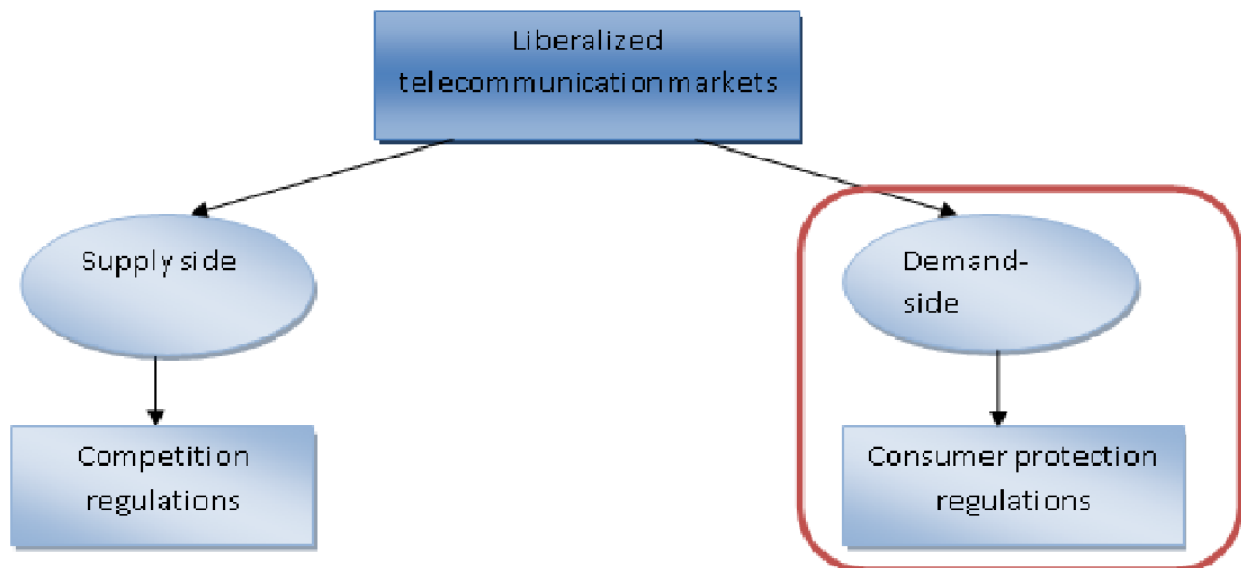 Liberalized
telecommunication markets
Supply side
Demand-
side
Competition
regulations
Consumer protection
regulations